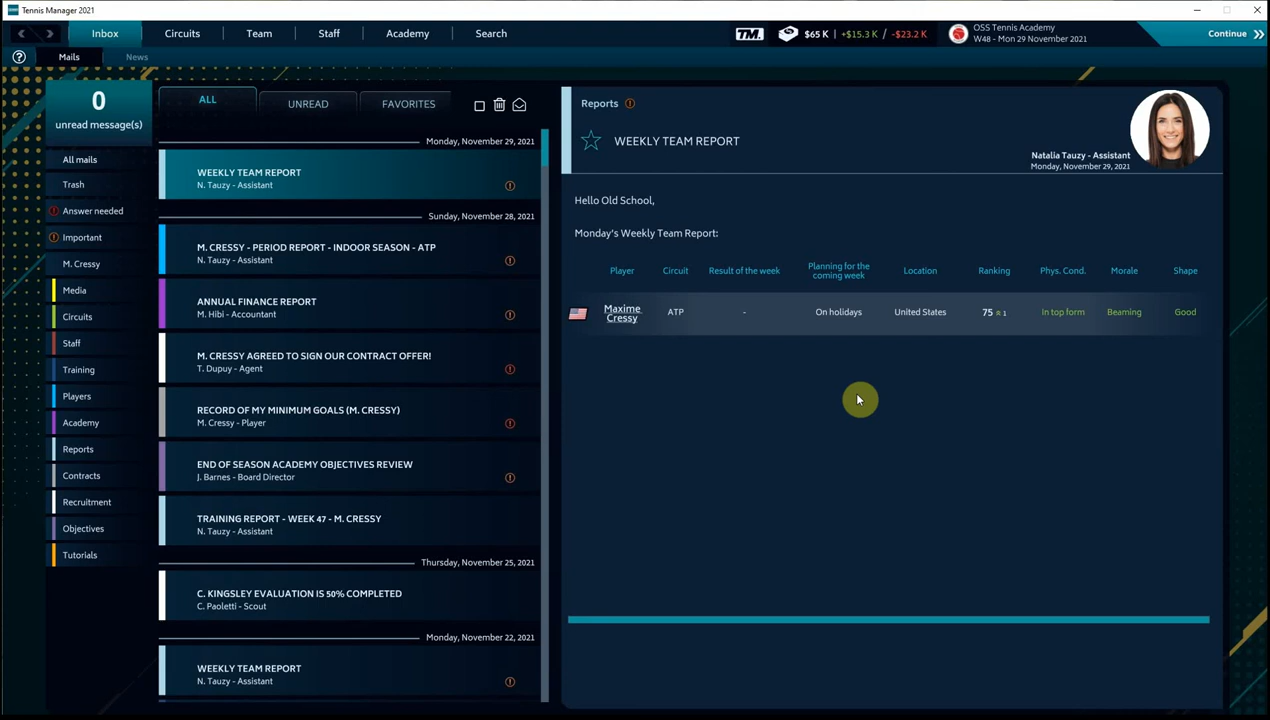 Tennis Manager 2021
Inbox
Circuits
Team
Staff
Academy
Search
TM.
$65 K
+$15.3 K / -$23.2 K
OSS Tennis Academy
W48 - Mon 29 November 2021
Continue
Mails
News
0
unread message(s)
All mails
Trash
Answer needed
Important
M. Cressy
Media
Circuits
Staff
Training
Players
Academy
Reports
Contracts
Recruitment
Objectives
Tutorials
ALL
UNREAD
FAVORITES
Monday, November 29, 2021
WEEKLY TEAM REPORT
N. Tauzy - Assistant
Sunday, November 28, 2021
M. CRESSY - PERIOD REPORT - INDOOR SEASON - ATP
N. Tauzy - Assistant
ANNUAL FINANCE REPORT
M. Hibi - Accountant
M. CRESSY AGREED TO SIGN OUR CONTRACT OFFER!
T. Dupuy - Agent
RECORD OF MY MINIMUM GOALS (M. CRESSY)
M. Cressy - Player
END OF SEASON ACADEMY OBJECTIVES REVIEW
J. Barnes - Board Director
TRAINING REPORT - WEEK 47 - M. CRESSY
N. Tauzy - Assistant
Thursday, November 25, 2021
C. KINGSLEY EVALUATION IS 50% COMPLETED
C. Paoletti - Scout
Monday, November 22, 2021
WEEKLY TEAM REPORT
N. Tauzy - Assistant
Reports
WEEKLY TEAM REPORT
Natalia Tauzy - Assistant
Monday, November 29, 2021
Hello Old School,
Monday's Weekly Team Report:
Player
Circuit
Result of the week
Planning for the
coming week
Location
Ranking
Phys. Cond.
Morale
Shape
Maxime
Cressy
ATP
-
On holidays
United States
75 1
In top form
Beaming
Good